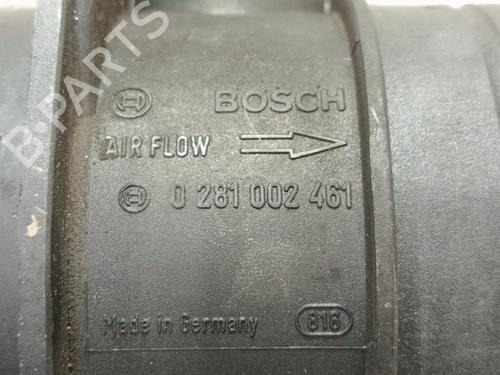 BOSCH
AIR FLOW
0 281 002 461
Made in Germany 816
B-PARTS